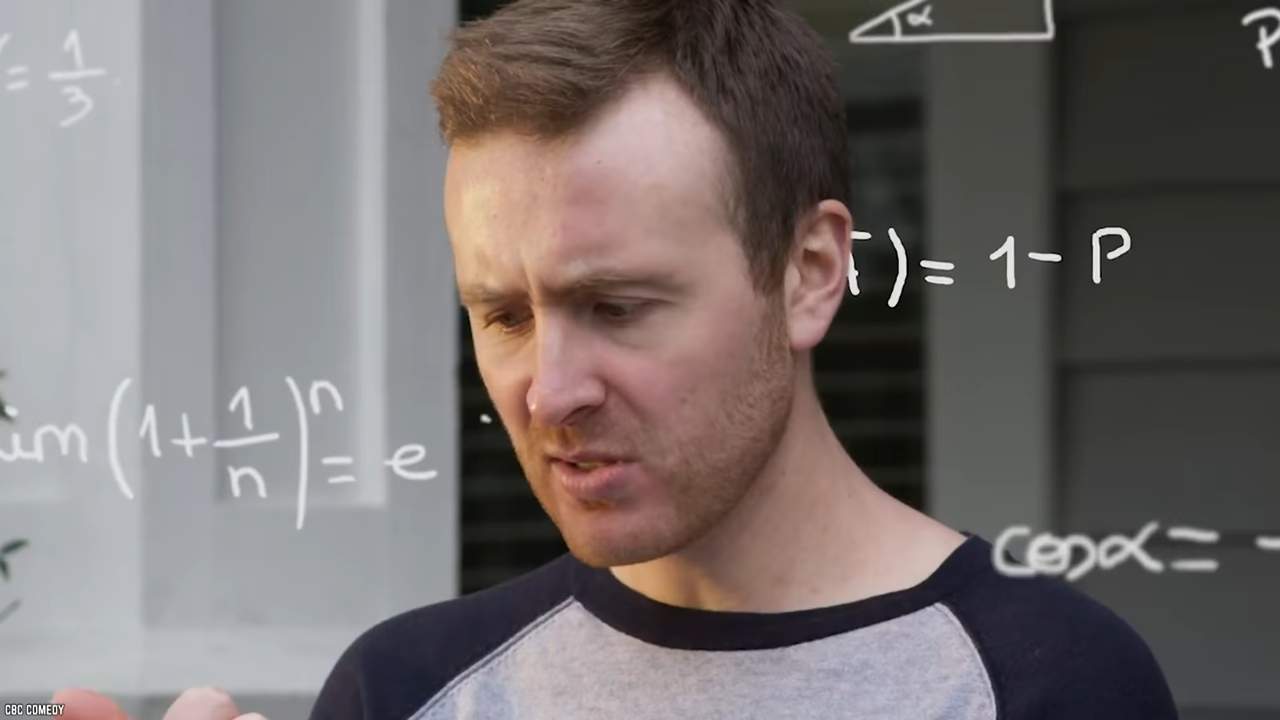 = 1/3
α
P
) = 1 - P
lim (1 + 1/n)^n = e
cos α = -
CBC COMEDY